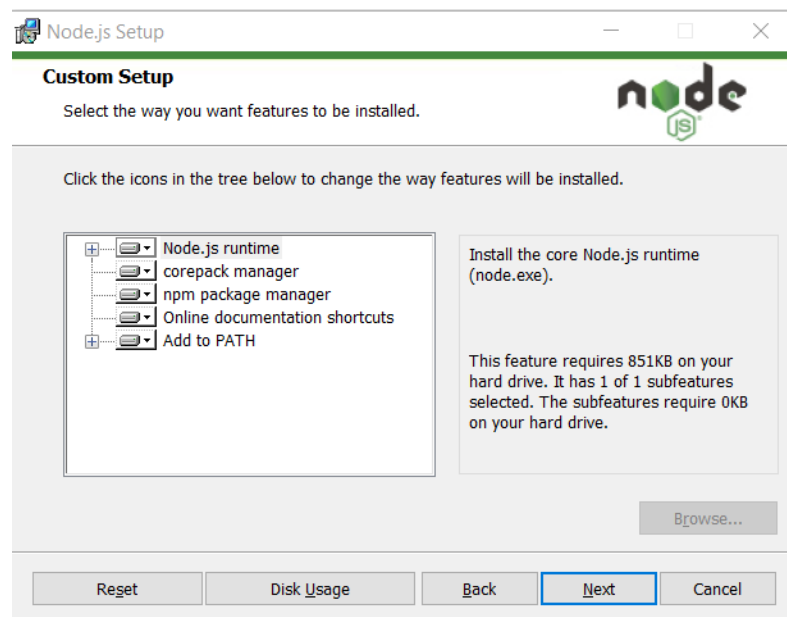 Node.js Setup
Custom Setup
Select the way you want features to be installed.
node
JS
Click the icons in the tree below to change the way features will be installed.
Node.js runtime
corepack manager
npm package manager
Online documentation shortcuts
Add to PATH
Install the core Node.js runtime
(node.exe).
This feature requires 851KB on your
hard drive. It has 1 of 1 subfeatures
selected. The subfeatures require 0KB
on your hard drive.
Browse...
Reset
Disk Usage
Back
Next
Cancel